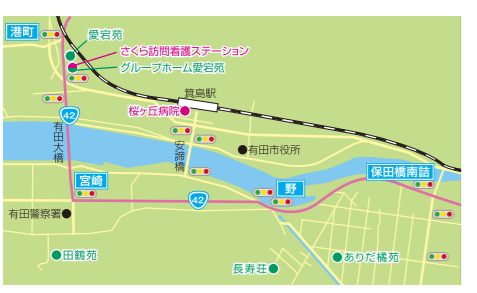 港町
愛宕苑
さくら訪問看護ステーション
グループホーム愛宕苑
箕島駅
桜ヶ丘病院
42
有田大橋
安諦橋
有田市役所
保田橋南詰
宮崎
野
42
有田警察署
田鶴苑
長寿荘
ありだ橘苑